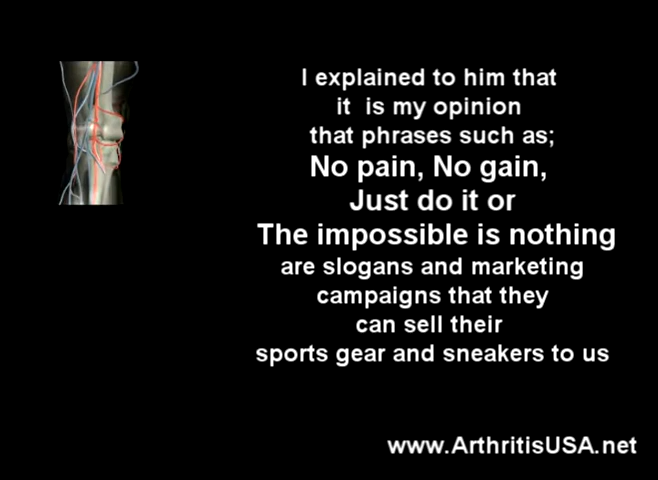 I explained to him that
it is my opinion
that phrases such as;
No pain, No gain,
Just do it or
The impossible is nothing
are slogans and marketing
campaigns that they
can sell their
sports gear and sneakers to us
www.ArthritisUSA.net